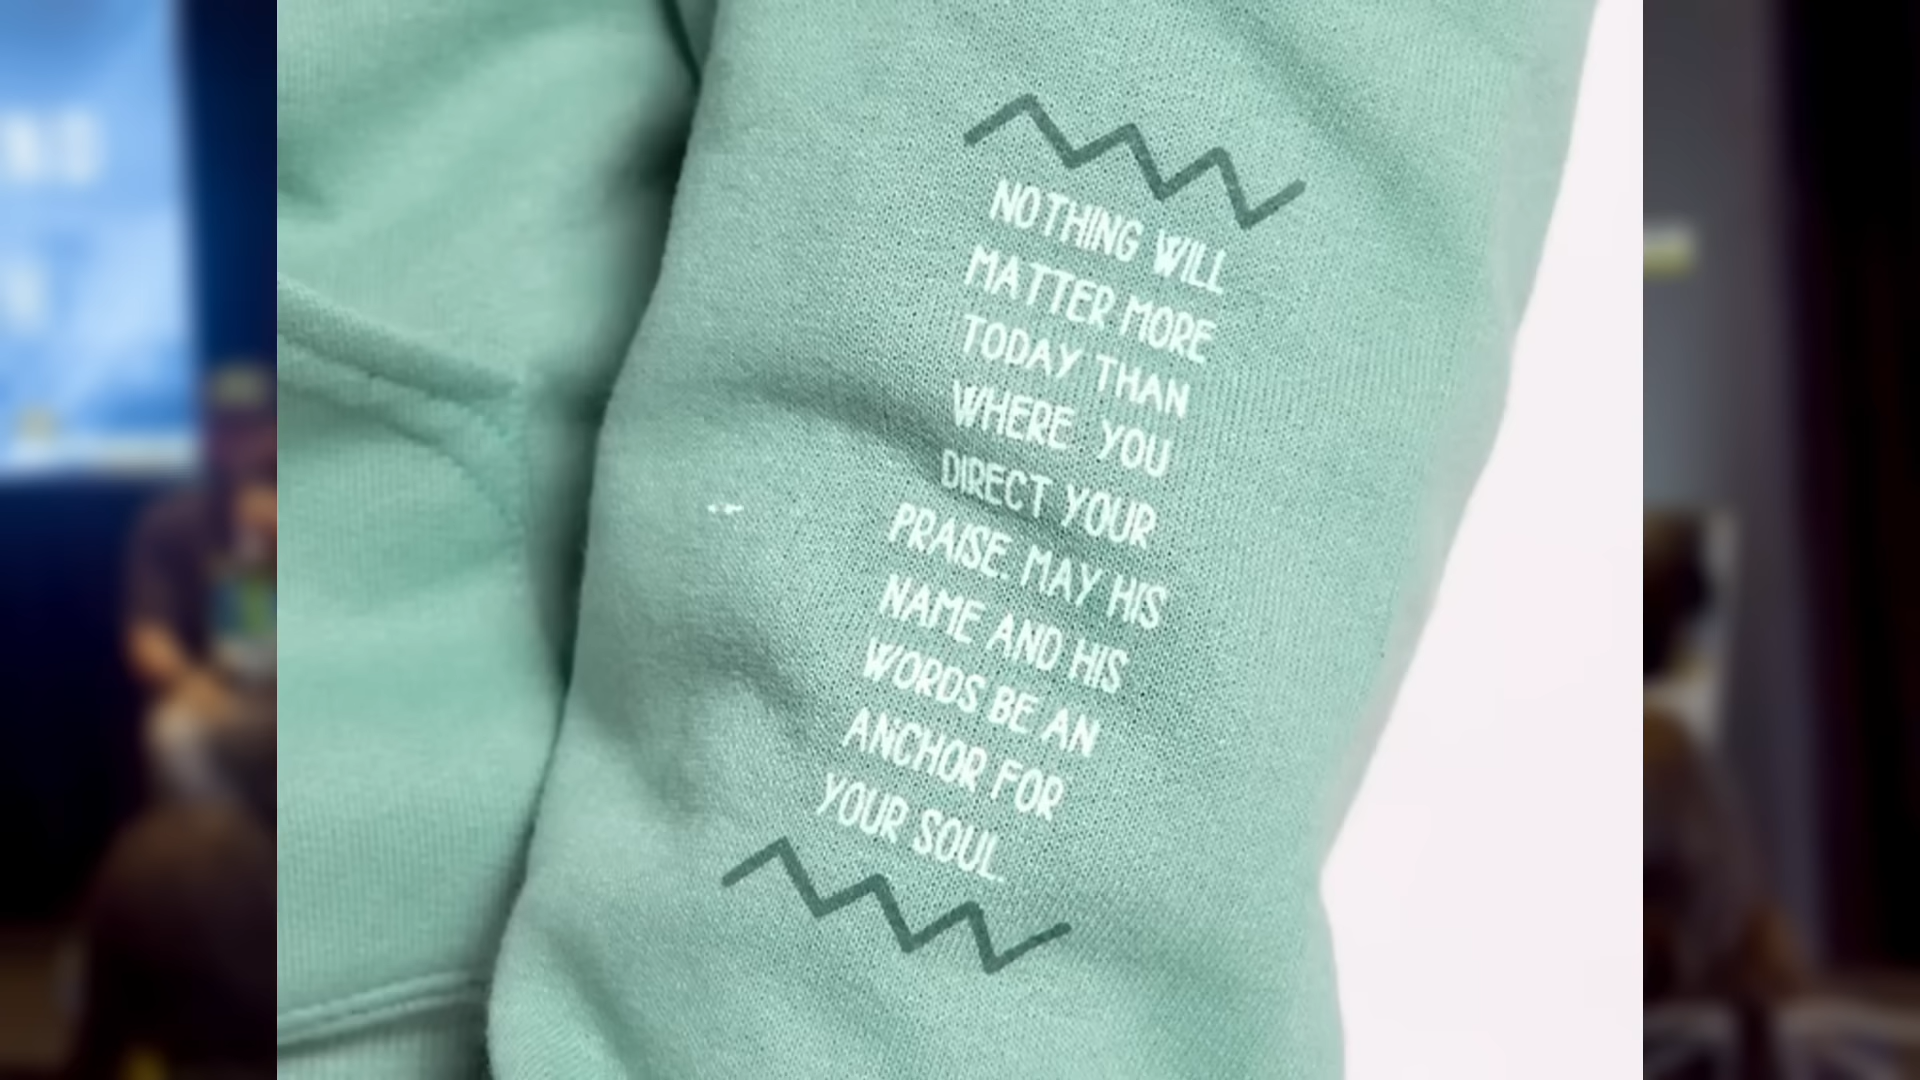 NOTHING WILL
MATTER MORE
TODAY THAN
WHERE YOU
DIRECT YOUR
PRAISE. MAY HIS
NAME AND HIS
WORDS BE AN
ANCHOR FOR
YOUR SOUL.